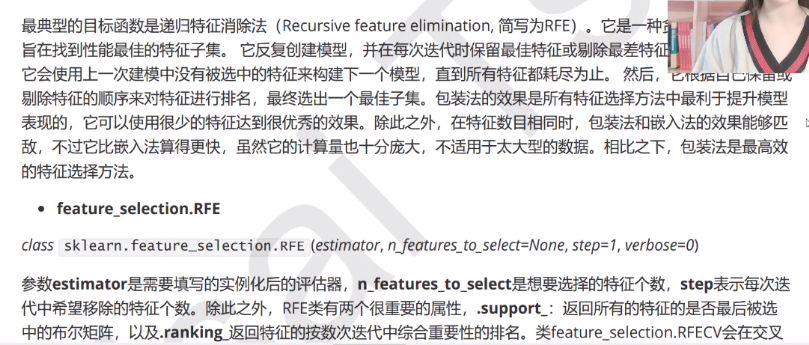 最典型的目标函数是递归特征消除法（Recursive feature elimination, 简写为RFE）。它是一种
旨在找到性能最佳的特征子集。 它反复创建模型，并在每次迭代时保留最佳特征或剔除最差特征
它会使用上一次建模中没有被选中的特征来构建下一个模型，直到所有特征都耗尽为止。 然后，它根据自己保留或
剔除特征的顺序来对特征进行排名，最终选出一个最佳子集。包装法的效果是所有特征选择方法中最利于提升模型
表现的，它可以使用很少的特征达到很优秀的效果。除此之外，在特征数目相同时，包装法和嵌入法的效果能够匹
敌，不过它比嵌入法算得更快，虽然它的计算量也十分庞大，不适用于太大型的数据。相比之下，包装法是最高效
的特征选择方法。
• feature_selection.RFE
class sklearn.feature_selection.RFE (estimator, n_features_to_select=None, step=1, verbose=0)
参数estimator是需要填写的实例化后的评估器，n_features_to_select是想要选择的特征个数，step表示每次迭
代中希望移除的特征个数。除此之外，RFE类有两个很重要的属性，.support_：返回所有的特征的是否最后被选
中的布尔矩阵，以及.ranking_返回特征的按数次迭代中综合重要性的排名。类feature_selection.RFECV会在交叉